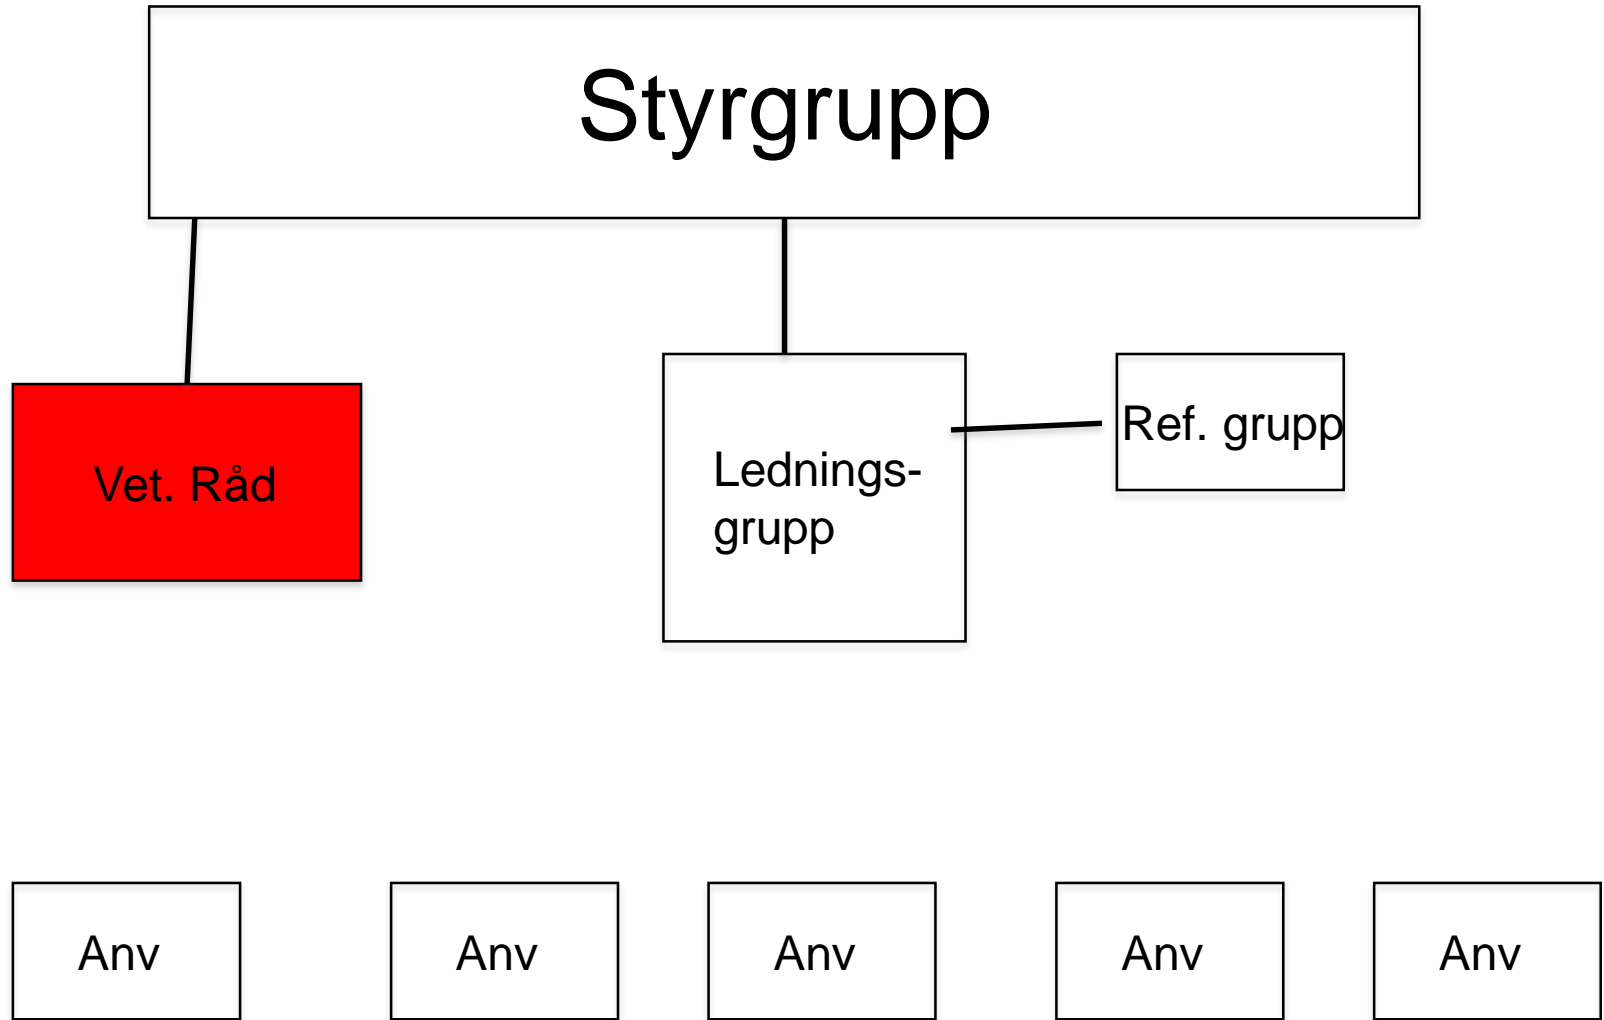 Styrgrupp
Vet. Råd
Lednings-
grupp
Ref. grupp
Anv
Anv
Anv
Anv
Anv